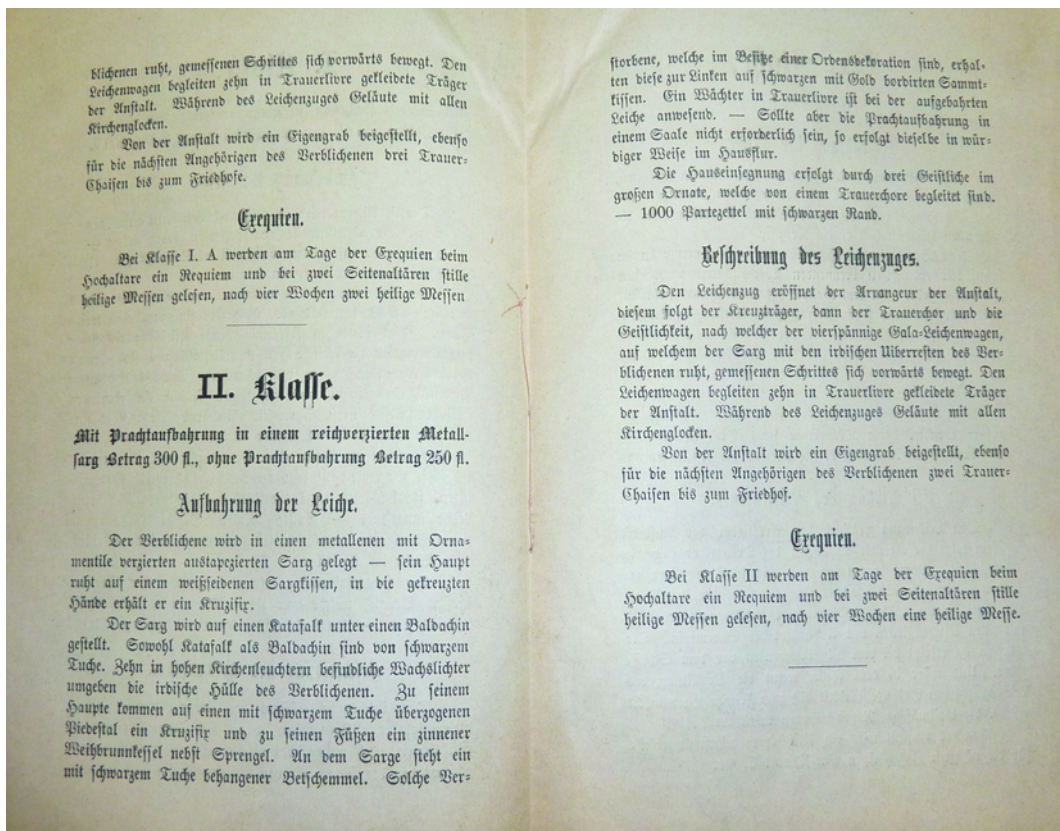 blichenen ruht, gemessenen Schrittes sich vorwärts bewegt. Den
Leichenwagen begleiten zehn in Trauerlivre gekleidete Träger
der Anstalt. Während des Leichenzuges Geläute mit allen
Kirchenglocken.
Von der Anstalt wird ein Eigengrab beigestellt, ebenso
für die nächsten Angehörigen des Verblichenen drei Trauer-
Chaisen bis zum Friedhofe.
Exequien.
Bei Klasse I. A werden am Tage der Exequien beim
Hochaltare ein Requiem und bei zwei Seitenaltären stille
heilige Messen gelesen, nach vier Wochen zwei heilige Messen
II. Klasse.
Mit Prachtaufbahrung in einem reichverzierten Metall-
sarg Betrag 300 fl., ohne Prachtaufbahrung Betrag 250 fl.
Aufbahrung der Leiche.
Der Verblichene wird in einen metallenen mit Orna-
mentile verzierten austapezierten Sarg gelegt — sein Haupt
ruht auf einem weißseidenen Sargkissen, in die gekreuzten
Hände erhält er ein Kruzifix.
Der Sarg wird auf einen Katafalk unter einen Baldachin
gestellt. Sowohl Katafalk als Baldachin sind von schwarzem
Tuche. Zehn in hohen Kirchenleuchtern befindliche Wachslichter
umgeben die irdische Hülle des Verblichenen. Zu seinem
Haupte kommen auf einen mit schwarzem Tuche überzogenen
Piedestal ein Kruzifix und zu seinen Füßen ein zinnener
Weihbrunnkessel nebst Sprengel. An dem Sarge steht ein
mit schwarzem Tuche behangener Betschemmel. Solche Ver-
storbene, welche im Besitze einer Ordensdekoration sind, erhal-
ten diese zur Linken auf schwarzen mit Gold bordirten Sammt-
kissen. Ein Wächter in Trauerlivre ist bei der aufgebahrten
Leiche anwesend. — Sollte aber die Prachtaufbahrung in
einem Saale nicht erforderlich sein, so erfolgt dieselbe in wür-
diger Weise im Hausflur.
Die Hauseinsegnung erfolgt durch drei Geistliche im
großen Ornate, welche von einem Trauerchore begleitet sind.
— 1000 Partezettel mit schwarzen Rand.
Beschreibung des Leichenzuges.
Den Leichenzug eröffnet der Arrangeur der Anstalt,
diesem folgt der Kreuzträger, dann der Trauerchor und die
Geistlichkeit, nach welcher der vierspännige Gala-Leichenwagen,
auf welchem der Sarg mit den irdischen Uiberresten des Ver-
blichenen ruht, gemessenen Schrittes sich vorwärts bewegt. Den
Leichenwagen begleiten zehn in Trauerlivre gekleidete Träger
der Anstalt. Während des Leichenzuges Geläute mit allen
Kirchenglocken.
Von der Anstalt wird ein Eigengrab beigestellt, ebenso
für die nächsten Angehörigen des Verblichenen zwei Trauer-
Chaisen bis zum Friedhof.
Exequien.
Bei Klasse II werden am Tage der Exequien beim
Hochaltare ein Requiem und bei zwei Seitenaltären stille
heilige Messen gelesen, nach vier Wochen eine heilige Messe.